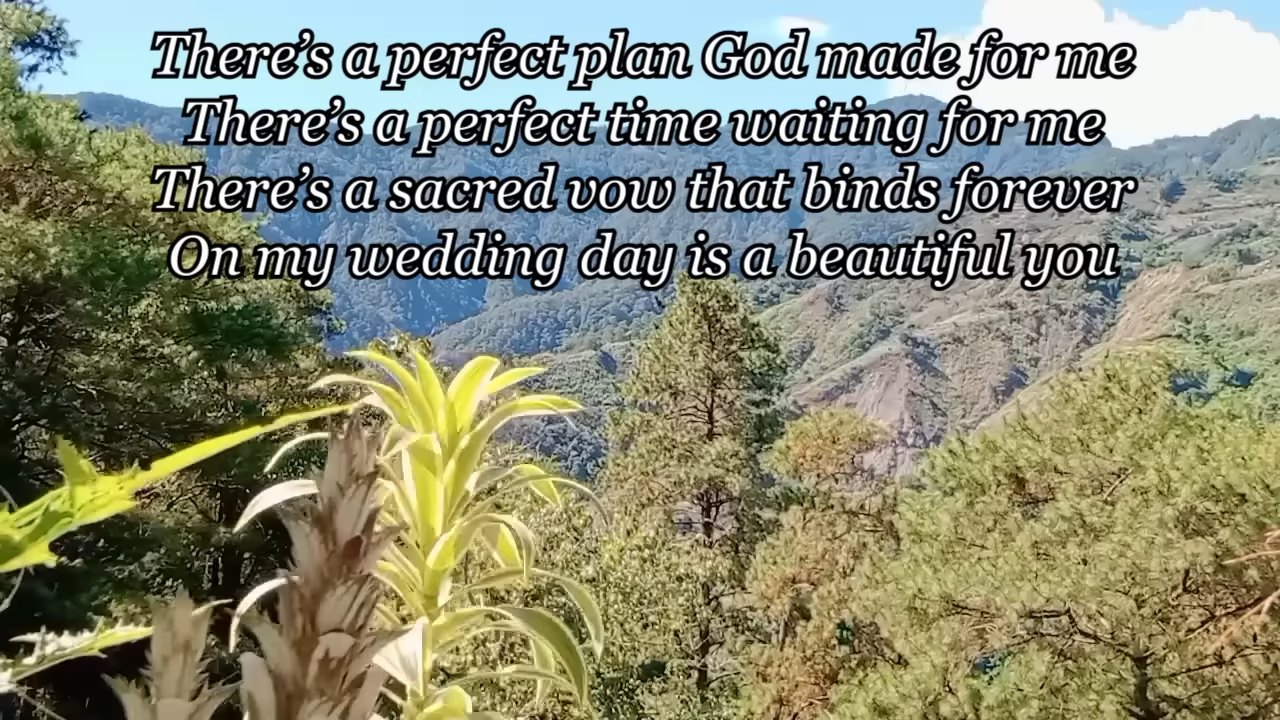 There’s a perfect plan God made for me
There’s a perfect time waiting for me
There’s a sacred vow that binds forever
On my wedding day is a beautiful you